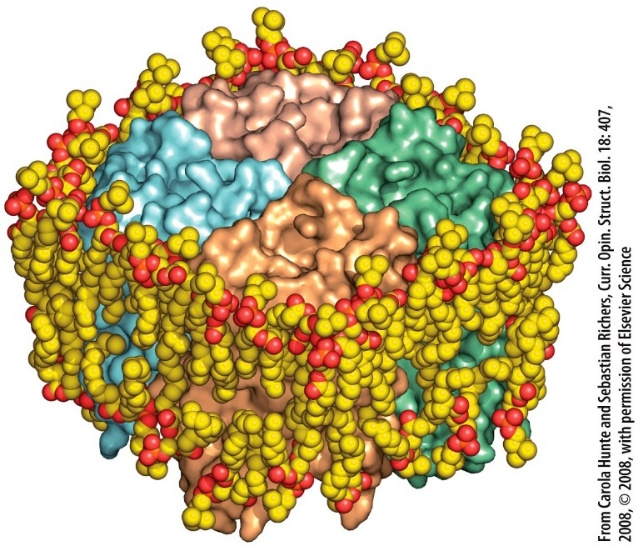 From Carola Hunte and Sebastian Richers, Curr. Opin. Struct. Biol. 18: 407,
2008, © 2008, with permission of Elsevier Science